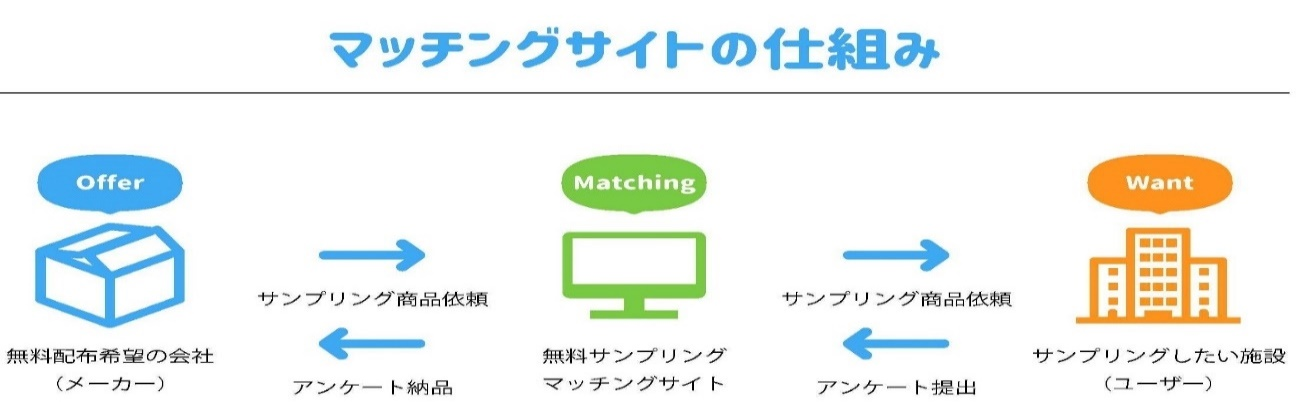 マッチングサイトの仕組み
Offer
Matching
Want
サンプリング商品依頼
サンプリング商品依頼
無料配布希望の会社
(メーカー)
アンケート納品
無料サンプリング
マッチングサイト
アンケート提出
サンプリングしたい施設
(ユーザー)